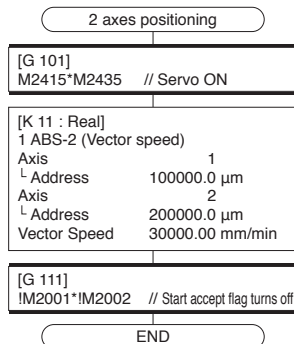 2 axes positioning
[G 101]
M2415*M2435 // Servo ON
[K 11 : Real]
1 ABS-2 (Vector speed)
Axis 1
└ Address 100000.0 µm
Axis 2
└ Address 200000.0 µm
Vector Speed 30000.00 mm/min
[G 111]
!M2001*!M2002 // Start accept flag turns off
END